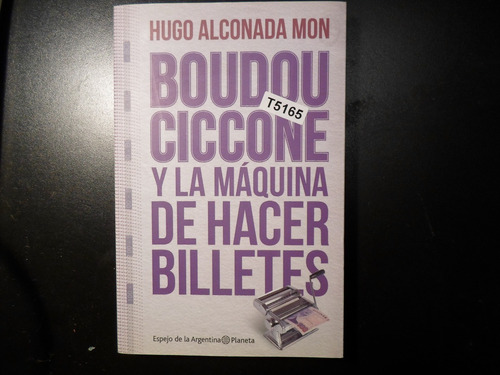 HUGO ALCONADA MON
BOUDOU
T5165
CICCONE
Y LA MÁQUINA
DE HACER
BILLETES
Espejo de la Argentina Planeta